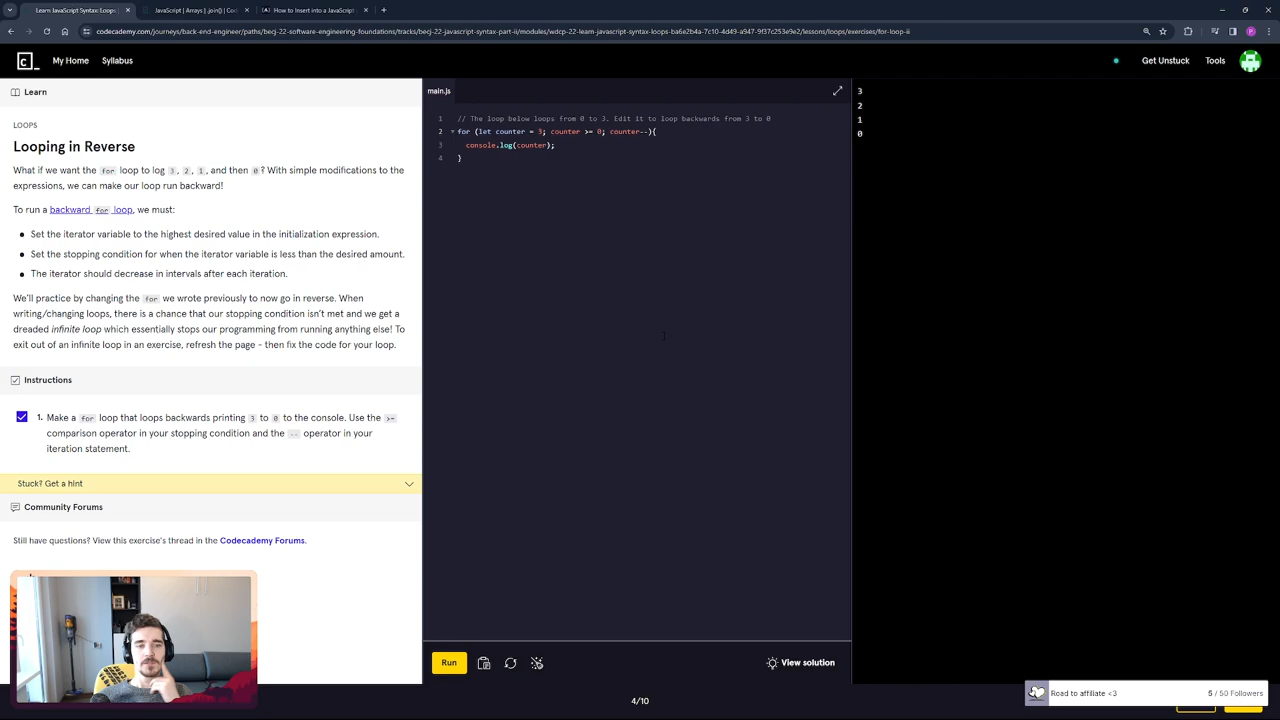 Learn JavaScript Syntax: Loops
JavaScript | Arrays | .join() | Cod
How to Insert into a JavaScript
codecademy.com/journeys/back-end-engineer/paths/becj-22-software-engineering-foundations/tracks/becj-22-javascript-syntax-part-ii/modules/wdcp-22-learn-javascript-syntax-loops-ba6e2b4a-7c10-4d49-a947-9f37c253e9e2/lessons/loops/exercises/for-loop-ii
My Home
Syllabus
Get Unstuck
Tools
Learn
LOOPS
Looping in Reverse
What if we want the for loop to log 3, 2, 1, and then 0? With simple modifications to the
expressions, we can make our loop run backward!
To run a backward for loop, we must:
Set the iterator variable to the highest desired value in the initialization expression.
Set the stopping condition for when the iterator variable is less than the desired amount.
The iterator should decrease in intervals after each iteration.
We'll practice by changing the for we wrote previously to now go in reverse. When
writing/changing loops, there is a chance that our stopping condition isn't met and we get a
dreaded infinite loop which essentially stops our programming from running anything else! To
exit out of an infinite loop in an exercise, refresh the page - then fix the code for your loop.
Instructions
1. Make a for loop that loops backwards printing 3 to 0 to the console. Use the >=
comparison operator in your stopping condition and the -- operator in your
iteration statement.
Stuck? Get a hint
Community Forums
Still have questions? View this exercise's thread in the Codecademy Forums.
main.js
1 // The loop below loops from 0 to 3. Edit it to loop backwards from 3 to 0
2 for (let counter = 3; counter >= 0; counter--){
3 console.log(counter);
4 }
3
2
1
0
Run
View solution
4/10
Road to affiliate <3
5 / 50 Followers